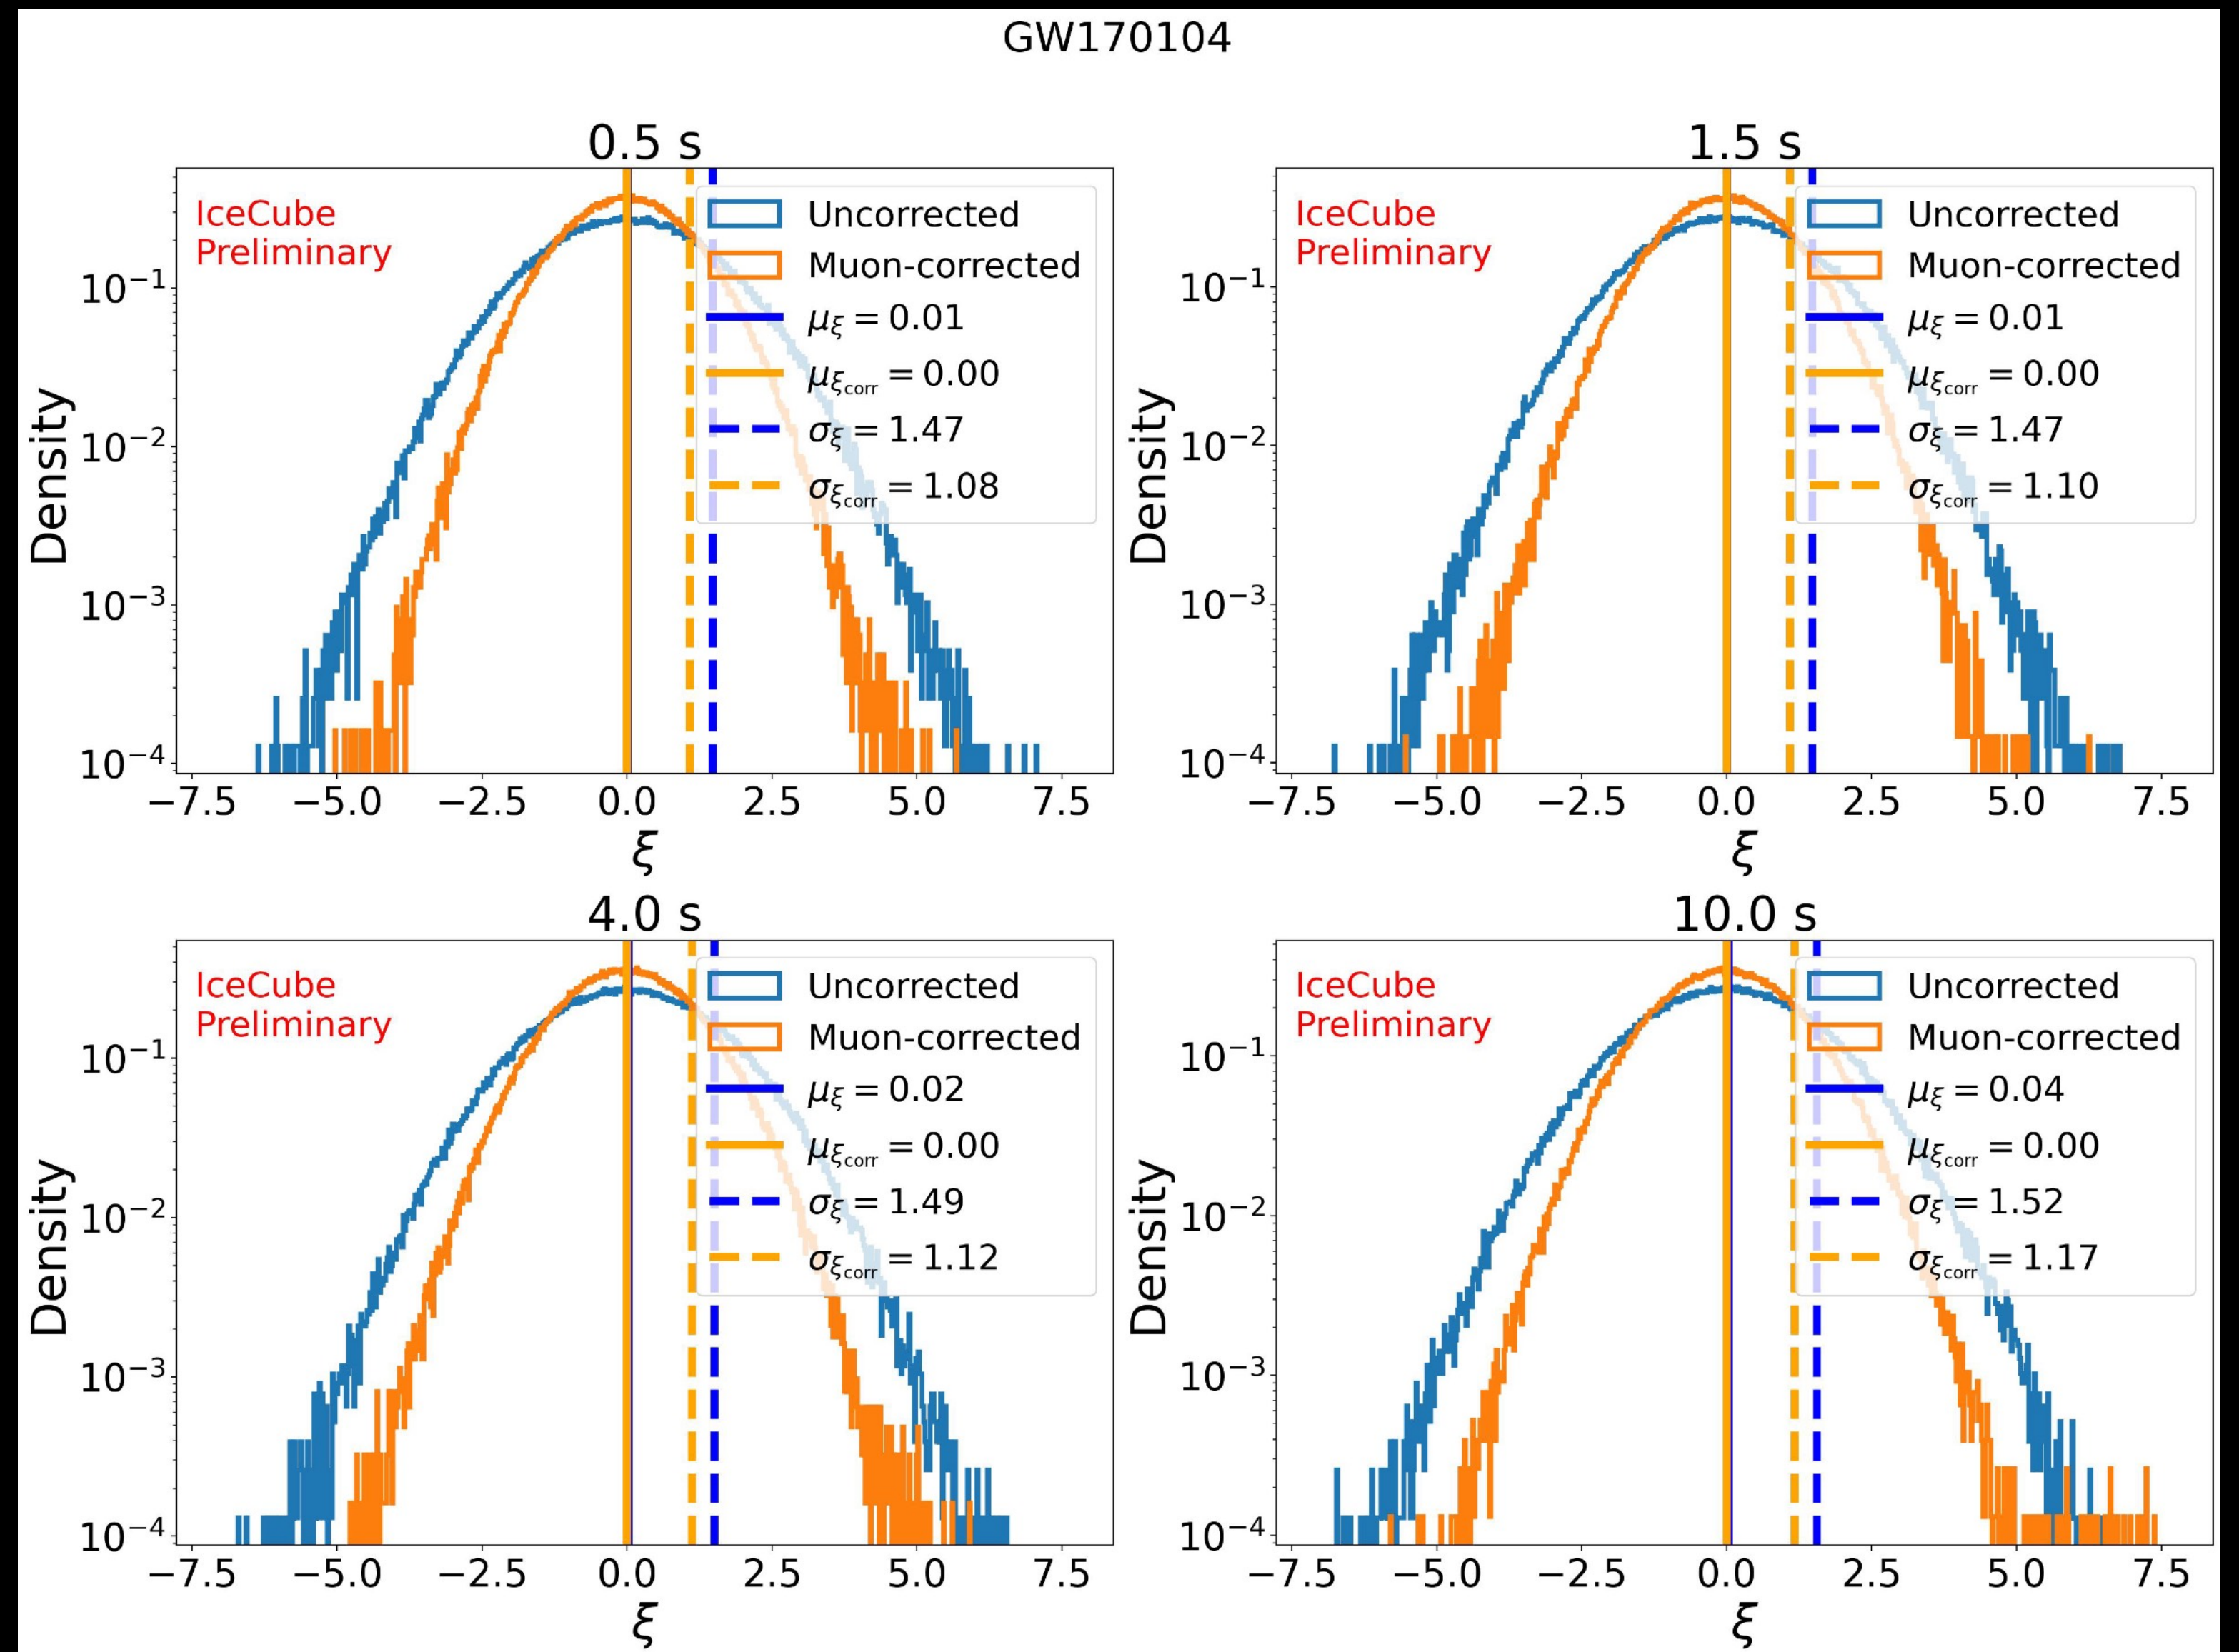 GW170104
0.5 s
IceCube
Preliminary
Uncorrected
Muon-corrected
μ_ξ = 0.01
μ_ξcorr = 0.00
σ_ξ = 1.47
σ_ξcorr = 1.08
Density
10⁻¹
10⁻²
10⁻³
10⁻⁴
−7.5 −5.0 −2.5 0.0 2.5 5.0 7.5
ξ
1.5 s
IceCube
Preliminary
Uncorrected
Muon-corrected
μ_ξ = 0.01
μ_ξcorr = 0.00
σ_ξ = 1.47
σ_ξcorr = 1.10
Density
10⁻¹
10⁻²
10⁻³
10⁻⁴
−7.5 −5.0 −2.5 0.0 2.5 5.0 7.5
ξ
4.0 s
IceCube
Preliminary
Uncorrected
Muon-corrected
μ_ξ = 0.02
μ_ξcorr = 0.00
σ_ξ = 1.49
σ_ξcorr = 1.12
Density
10⁻¹
10⁻²
10⁻³
10⁻⁴
−7.5 −5.0 −2.5 0.0 2.5 5.0 7.5
ξ
10.0 s
IceCube
Preliminary
Uncorrected
Muon-corrected
μ_ξ = 0.04
μ_ξcorr = 0.00
σ_ξ = 1.52
σ_ξcorr = 1.17
Density
10⁻¹
10⁻²
10⁻³
10⁻⁴
−7.5 −5.0 −2.5 0.0 2.5 5.0 7.5
ξ